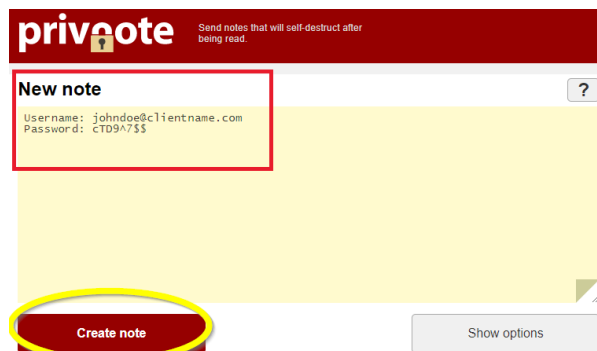 privnote
Send notes that will self-destruct after
being read.
New note
?
Username: johndoe@clientname.com
Password: cTD9^7$$
Create note
Show options